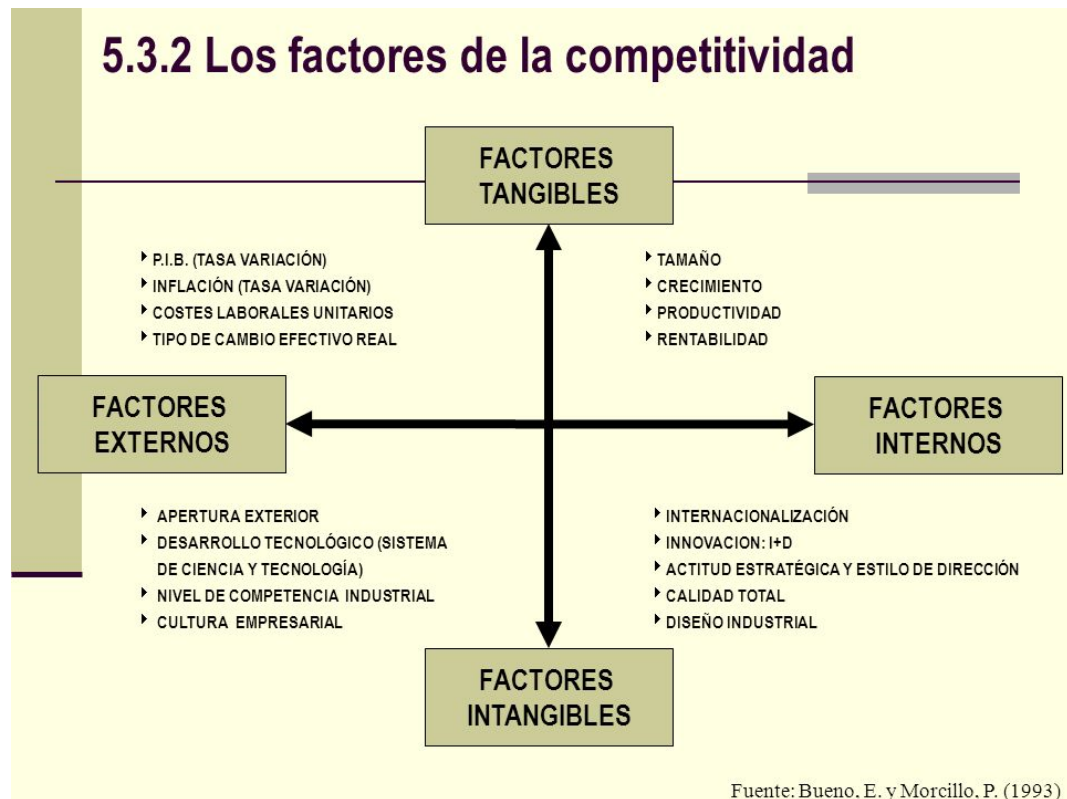 5.3.2 Los factores de la competitividad
FACTORES
TANGIBLES
P.I.B. (TASA VARIACIÓN)
INFLACIÓN (TASA VARIACIÓN)
COSTES LABORALES UNITARIOS
TIPO DE CAMBIO EFECTIVO REAL
TAMAÑO
CRECIMIENTO
PRODUCTIVIDAD
RENTABILIDAD
FACTORES
EXTERNOS
FACTORES
INTERNOS
APERTURA EXTERIOR
DESARROLLO TECNOLÓGICO (SISTEMA
DE CIENCIA Y TECNOLOGÍA)
NIVEL DE COMPETENCIA INDUSTRIAL
CULTURA EMPRESARIAL
INTERNACIONALIZACIÓN
INNOVACION: I+D
ACTITUD ESTRATÉGICA Y ESTILO DE DIRECCIÓN
CALIDAD TOTAL
DISEÑO INDUSTRIAL
FACTORES
INTANGIBLES
Fuente: Bueno, E. y Morcillo, P. (1993)